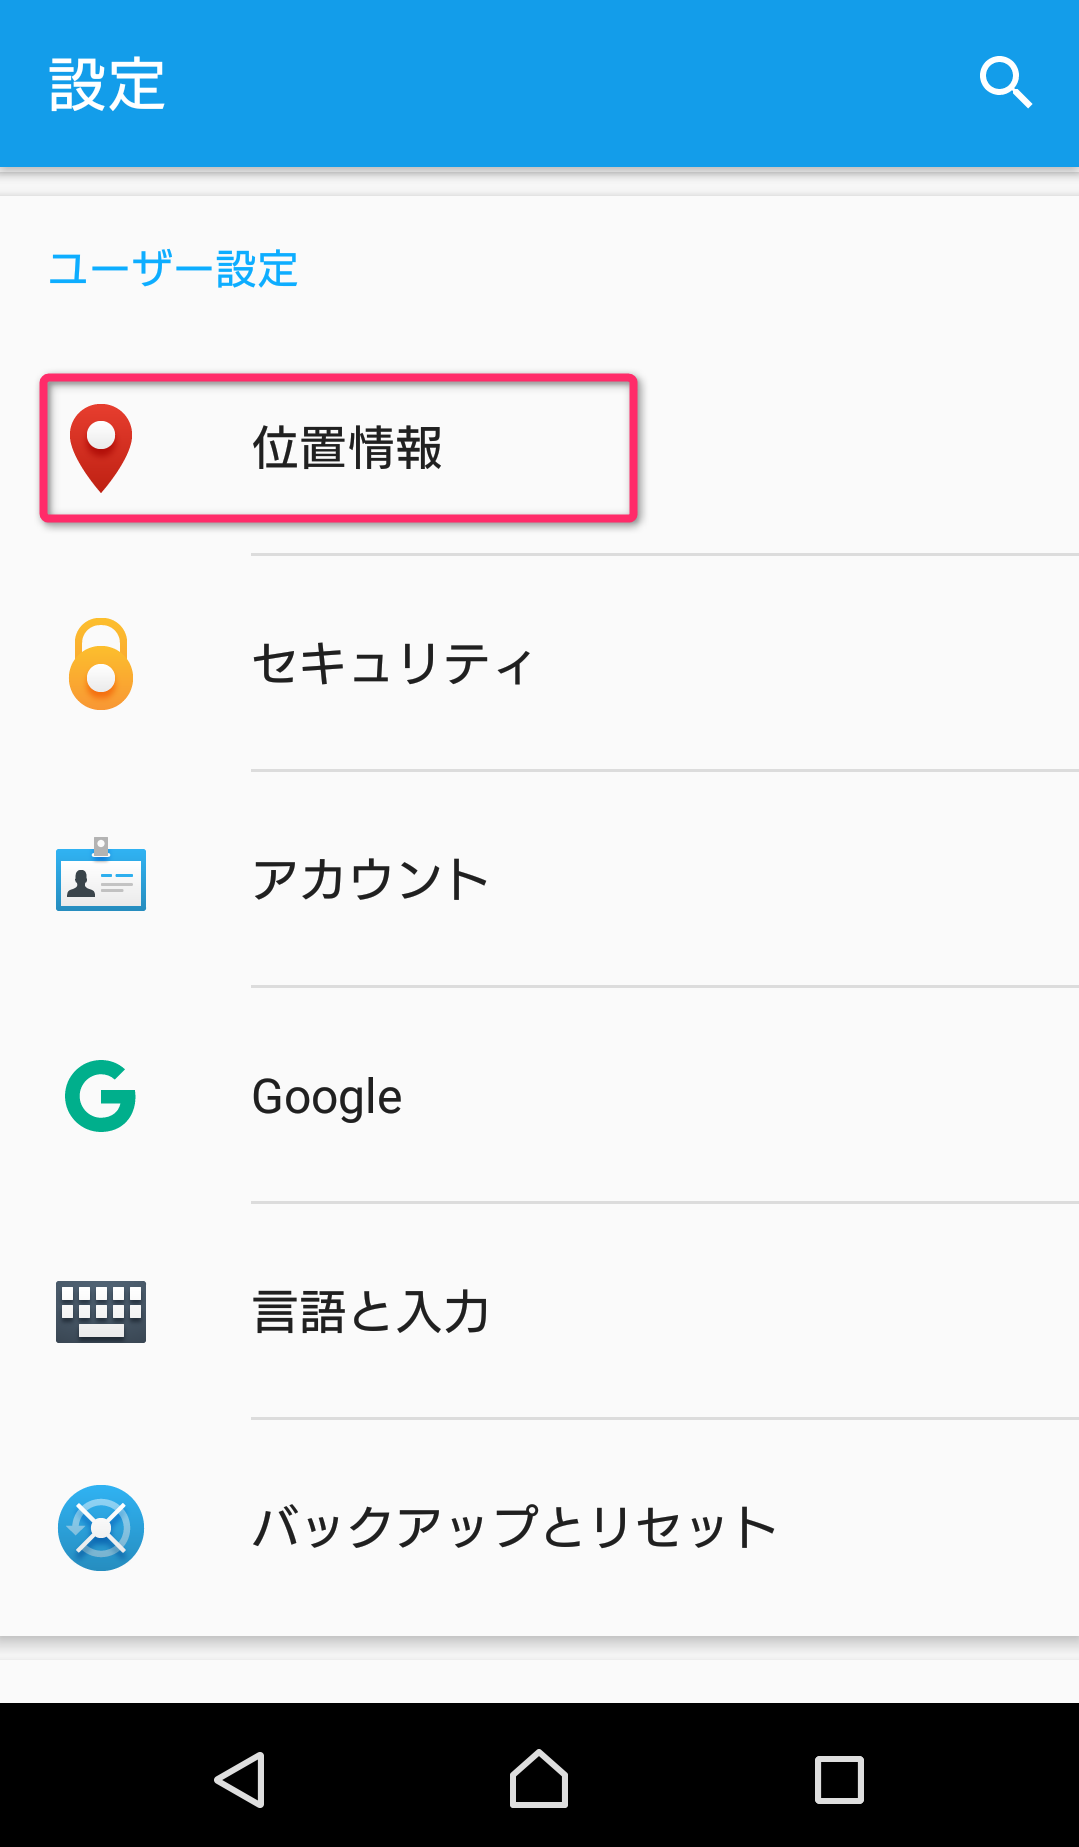 設定
ユーザー設定
位置情報
セキュリティ
アカウント
Google
言語と入力
バックアップとリセット